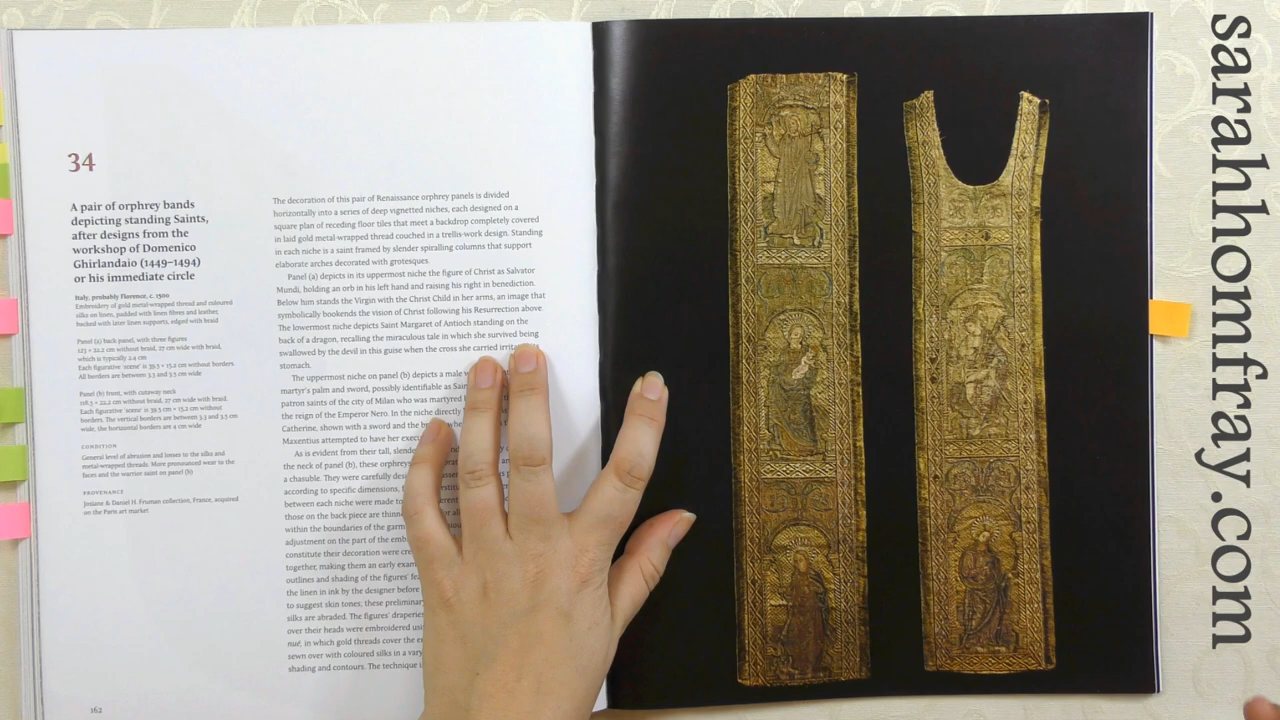 34
A pair of orphrey bands
depicting standing Saints,
after designs from the
workshop of Domenico
Ghirlandaio (1449–1494)
or his immediate circle
Italy, probably Florence, c. 1500
Embroidery of gold metal-wrapped thread and coloured
silks on linen, padded with linen fibres and leather,
backed with later linen supports, edged with braid
Panel (a) back panel, with three figures
123 × 22.2 cm without braid, 27 cm wide with braid,
which is typically 2.4 cm
Each figurative 'scene' is 39.5 × 15.2 cm without borders.
All borders are between 3.3 and 3.5 cm wide
Panel (b) front, with cutaway neck
118.5 × 22.2 cm without braid, 27 cm wide with braid.
Each figurative 'scene' is 39.5 cm × 15.2 cm without
borders. The vertical borders are between 3.3 and 3.5 cm
wide, the horizontal borders are 4 cm wide
CONDITION
General level of abrasion and losses to the silks and
metal-wrapped threads. More pronounced wear to the
faces and the warrior saint on panel (b)
PROVENANCE
Josiane & Daniel H. Fruman collection, France, acquired
on the Paris art market
162
The decoration of this pair of Renaissance orphrey panels is divided
horizontally into a series of deep vignetted niches, each designed on a
square plan of receding floor tiles that meet a backdrop completely covered
in laid gold metal-wrapped thread couched in a trellis-work design. Standing
in each niche is a saint framed by slender spiralling columns that support
elaborate arches decorated with grotesques.
Panel (a) depicts in its uppermost niche the figure of Christ as Salvator
Mundi, holding an orb in his left hand and raising his right in benediction.
Below him stands the Virgin with the Christ Child in her arms, an image that
symbolically bookends the vision of Christ following his Resurrection above.
The lowermost niche depicts Saint Margaret of Antioch standing on the
back of a dragon, recalling the miraculous tale in which she survived being
swallowed by the devil in this guise when the cross she carried
stomach.
The uppermost niche on panel (b) depicts a male
martyr's palm and sword, possibly identifiable as
patron saints of the city of Milan who was martyred
the reign of the Emperor Nero. In the niche directly
Catherine, shown with a sword and the
Maxentius attempted to have her
As is evident from their tall,
the neck of panel (b), these
a chasuble. They were carefully
according to specific dimensions,
between each niche were made to
those on the back piece are
within the boundaries of the
adjustment on the part of the
constitute their decoration were
together, making them an early
outlines and shading of the figures'
the linen in ink by the designer before
to suggest skin tones, these
silks are abraded. The figures' draperies
over their heads were embroidered
nué, in which gold threads cover the
sewn over with coloured silks in a
shading and contours. The technique
sarahhomfray.com